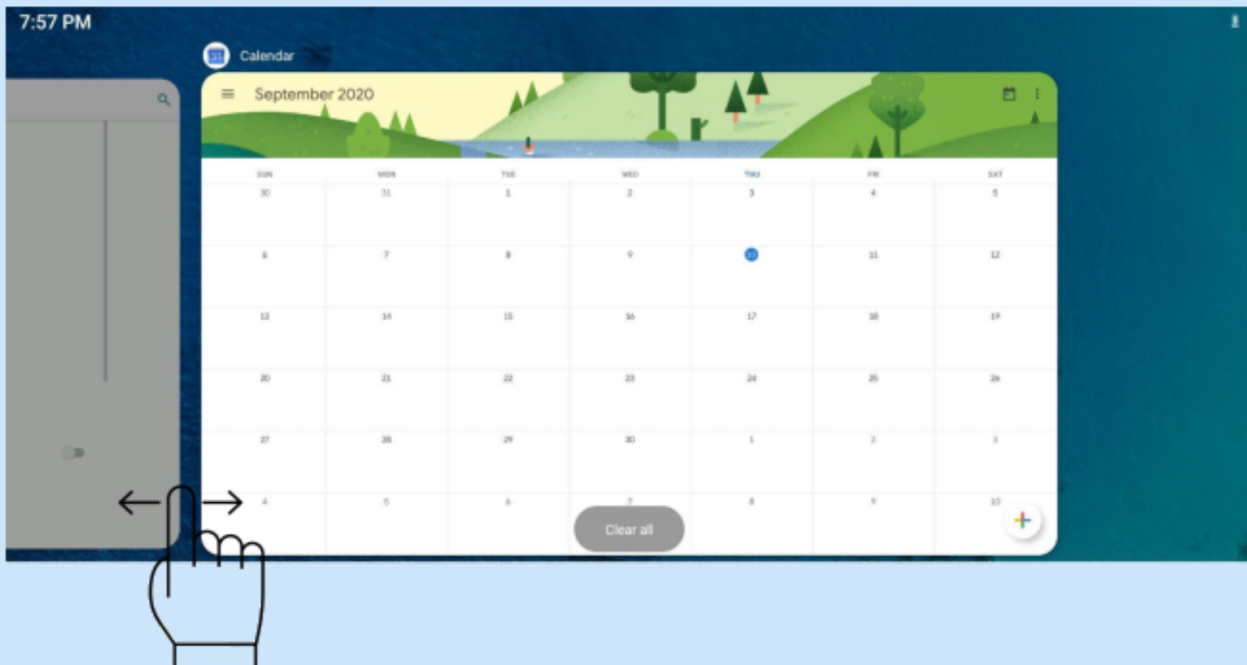 7:57 PM
31 Calendar
September 2020
SUN MON TUE WED THU FRI SAT
30 31 1 2 3 4 5
6 7 8 9 10 11 12
13 14 15 16 17 18 19
20 21 22 23 24 25 26
27 28 29 30 1 2 3
4 5 6 7 8 9 10
Clear all